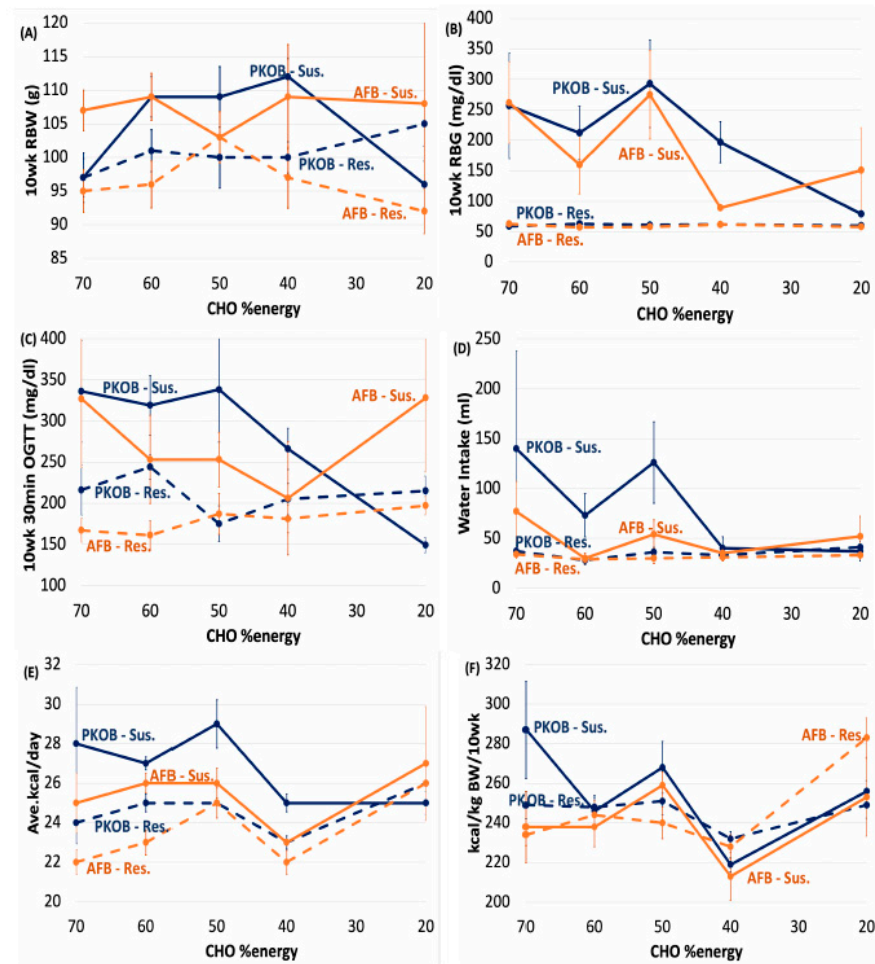 (A)
10wk RBW (g)
120
115
110
105
100
95
90
85
PKOB - Sus.
AFB - Sus.
PKOB - Res.
AFB - Res.
70 60 50 40 30 20
CHO %energy
(B)
10wk RBG (mg/dl)
400
350
300
250
200
150
100
50
0
PKOB - Sus.
AFB - Sus.
PKOB - Res.
AFB - Res.
70 60 50 40 30 20
CHO %energy
(C)
10wk 30min OGTT (mg/dl)
400
350
300
250
200
150
100
PKOB - Sus.
AFB - Sus.
PKOB - Res.
AFB - Res.
70 60 50 40 30 20
CHO %energy
(D)
Water Intake (ml)
250
200
150
100
50
0
PKOB - Sus.
AFB - Sus.
PKOB - Res.
AFB - Res.
70 60 50 40 30 20
CHO %energy
(E)
Ave.kcal/day
32
30
28
26
24
22
20
PKOB - Sus.
AFB - Sus.
PKOB - Res.
AFB - Res.
70 60 50 40 30 20
CHO %energy
(F)
kcal/kg BW/10wk
320
300
280
260
240
220
200
PKOB - Sus.
AFB - Res.
PKOB - Res.
AFB - Sus.
70 60 50 40 30 20
CHO %energy